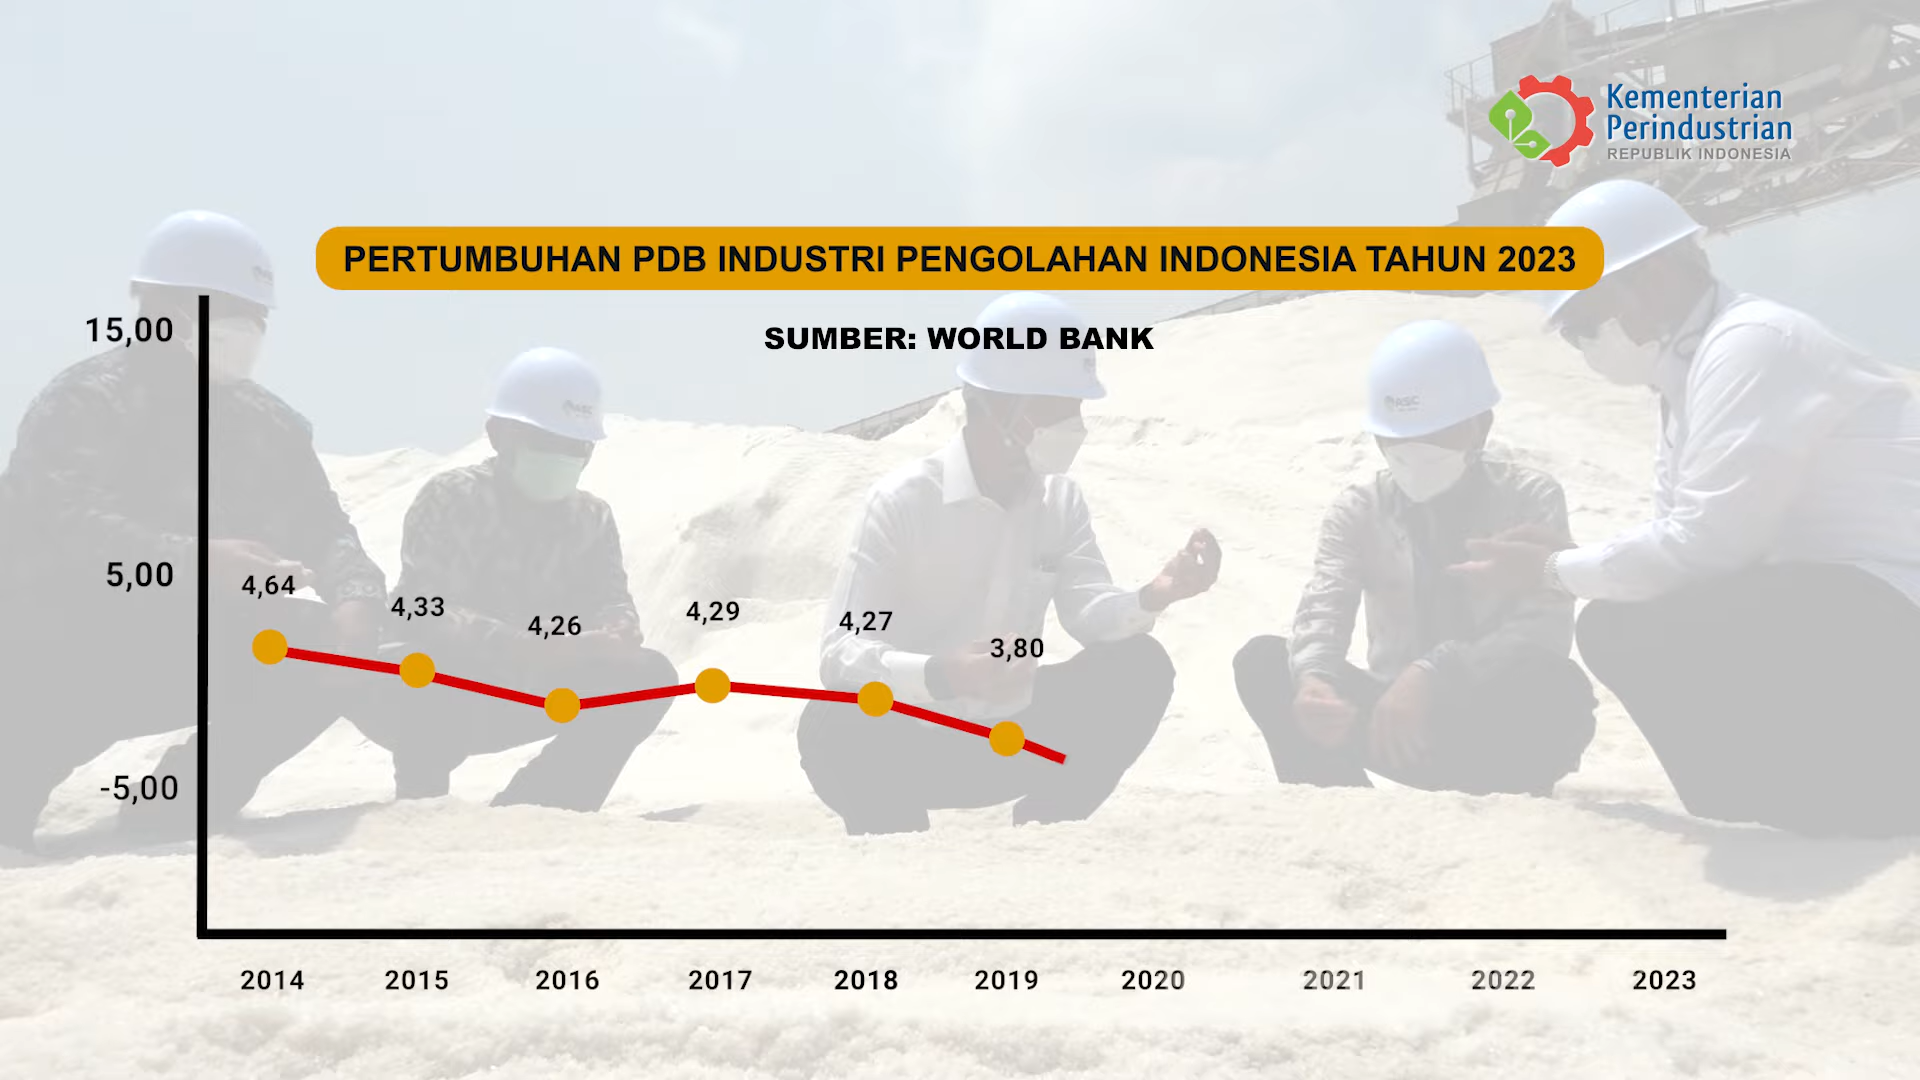 Kementerian
Perindustrian
REPUBLIK INDONESIA
PERTUMBUHAN PDB INDUSTRI PENGOLAHAN INDONESIA TAHUN 2023
SUMBER: WORLD BANK
15,00
5,00
-5,00
4,64
4,33
4,26
4,29
4,27
3,80
2014 2015 2016 2017 2018 2019 2020 2021 2022 2023